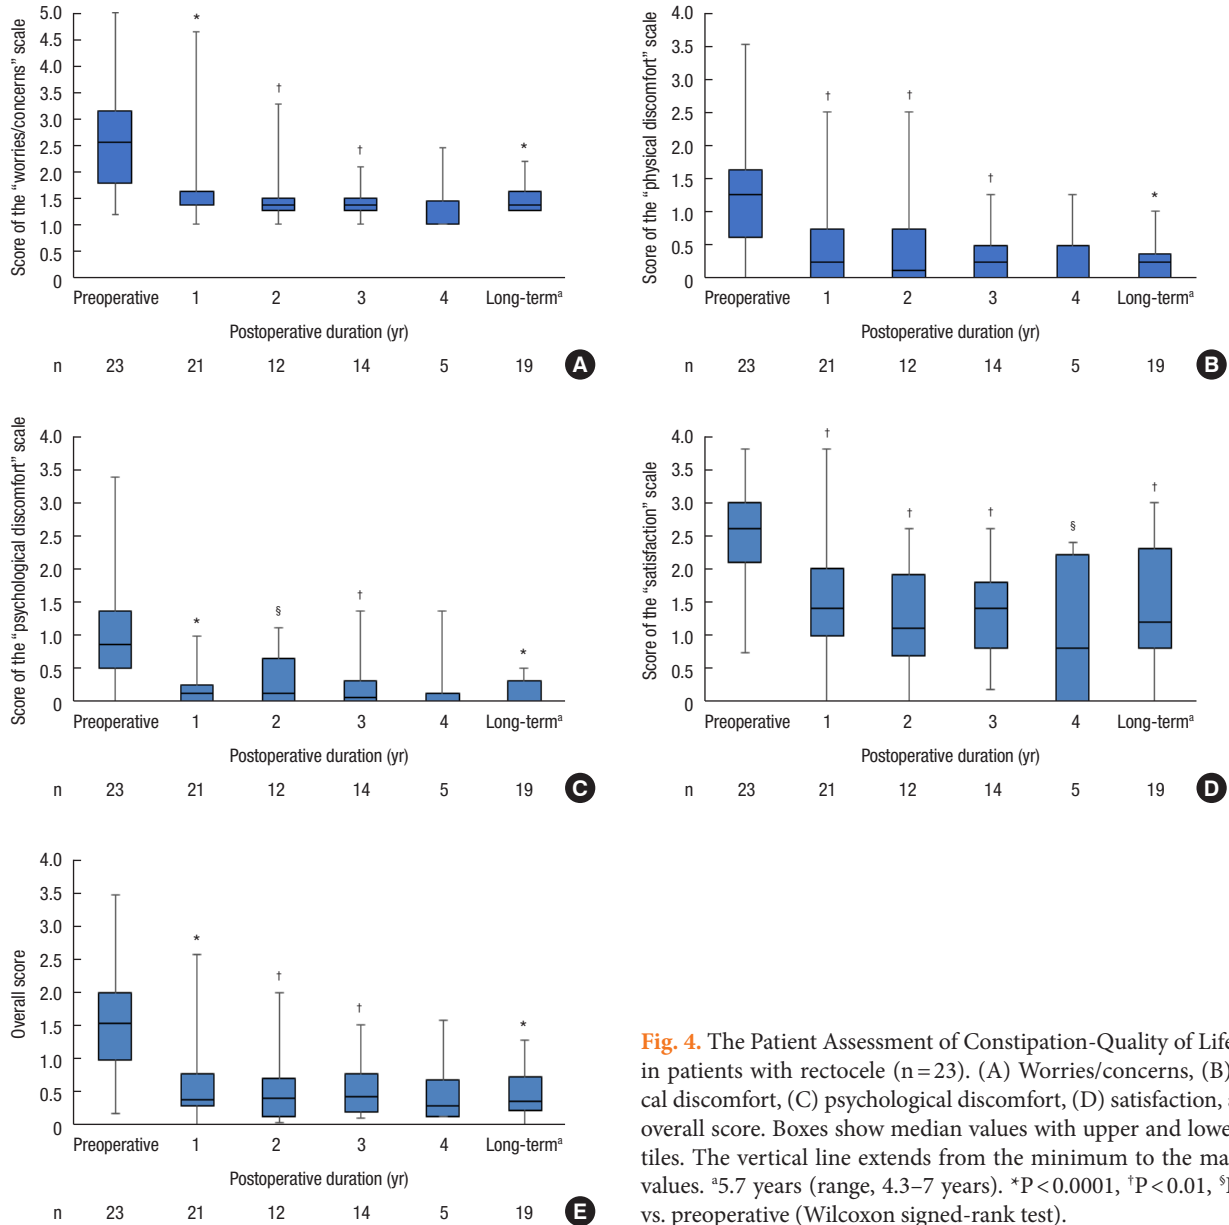 Score of the “worries/concerns” scale
5.0
4.5
4.0
3.5
3.0
2.5
2.0
1.5
1.0
0.5
0
*
†
†
*
Preoperative 1 2 3 4 Long-termᵃ
Postoperative duration (yr)
n 23 21 12 14 5 19
A
Score of the “physical discomfort” scale
4.0
3.5
3.0
2.5
2.0
1.5
1.0
0.5
0
†
†
†
*
Preoperative 1 2 3 4 Long-termᵃ
Postoperative duration (yr)
n 23 21 12 14 5 19
B
Score of the “psychological discomfort” scale
4.0
3.5
3.0
2.5
2.0
1.5
1.0
0.5
0
*
§
†
*
Preoperative 1 2 3 4 Long-termᵃ
Postoperative duration (yr)
n 23 21 12 14 5 19
C
Score of the “satisfaction” scale
4.0
3.5
3.0
2.5
2.0
1.5
1.0
0.5
0
†
†
†
§
†
Preoperative 1 2 3 4 Long-termᵃ
Postoperative duration (yr)
n 23 21 12 14 5 19
D
Overall score
4.0
3.5
3.0
2.5
2.0
1.5
1.0
0.5
0
*
†
†
*
Preoperative 1 2 3 4 Long-termᵃ
Postoperative duration (yr)
n 23 21 12 14 5 19
E
Fig. 4. The Patient Assessment of Constipation-Quality of Life
in patients with rectocele (n=23). (A) Worries/concerns, (B)
cal discomfort, (C) psychological discomfort, (D) satisfaction,
overall score. Boxes show median values with upper and lowe
tiles. The vertical line extends from the minimum to the ma
values. ᵃ5.7 years (range, 4.3–7 years). *P<0.0001, †P<0.01, §
vs. preoperative (Wilcoxon signed-rank test).